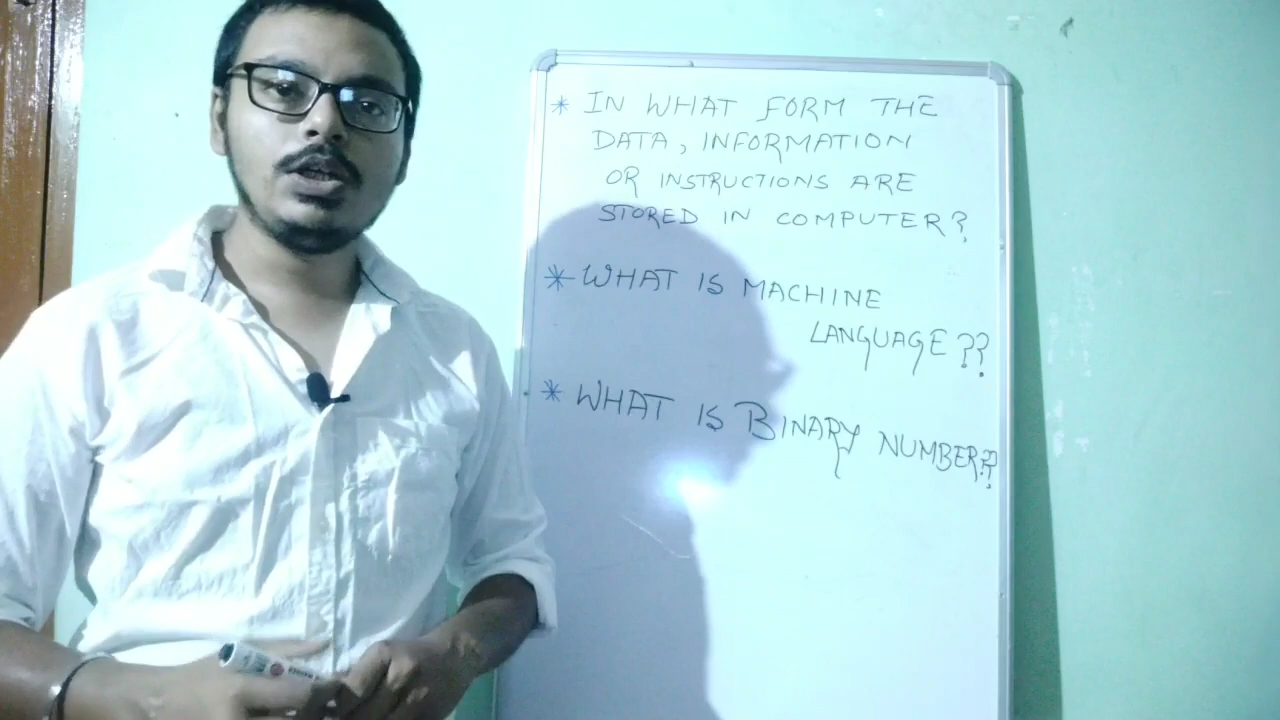 * IN WHAT FORM THE
DATA, INFORMATION
OR INSTRUCTIONS ARE
STORED IN COMPUTER?
* WHAT IS MACHINE
LANGUAGE??
* WHAT IS BINARY NUMBER??